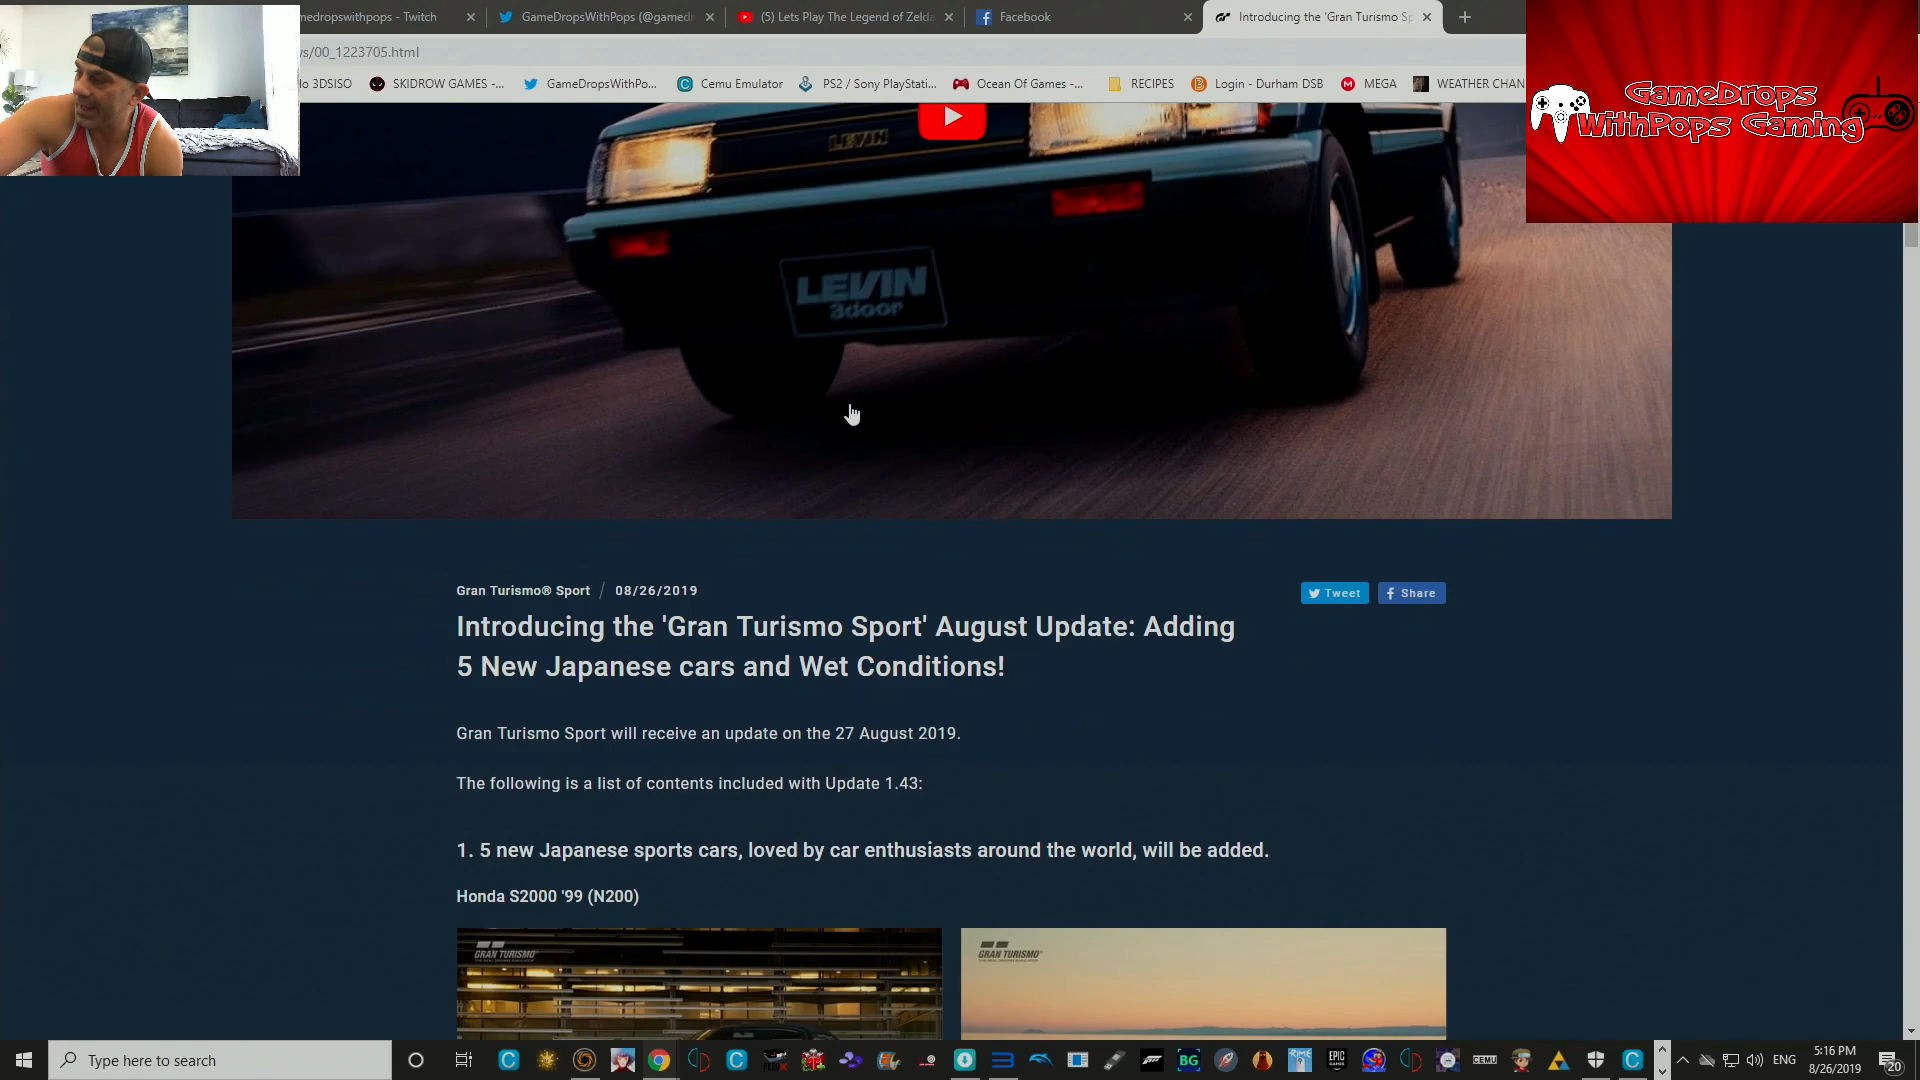 medropswithpops - Twitch
GameDropsWithPops (@gamedr
(5) Lets Play The Legend of Zelda
Facebook
Introducing the 'Gran Turismo Sp
s/00_1223705.html
lo 3DSISO
SKIDROW GAMES -...
GameDropsWithPo...
Cemu Emulator
PS2 / Sony PlayStati...
Ocean Of Games -...
RECIPES
Login - Durham DSB
MEGA
WEATHER CHAN
GameDrops
WithPops Gaming
LEVIN
LEVIN
3door
Gran Turismo® Sport / 08/26/2019
Tweet
Share
Introducing the 'Gran Turismo Sport' August Update: Adding
5 New Japanese cars and Wet Conditions!
Gran Turismo Sport will receive an update on the 27 August 2019.
The following is a list of contents included with Update 1.43:
1. 5 new Japanese sports cars, loved by car enthusiasts around the world, will be added.
Honda S2000 '99 (N200)
GRAN TURISMO
GRAN TURISMO
Type here to search
BG
EPIC GAMES
CEMU
ENG
5:16 PM
8/26/2019
20